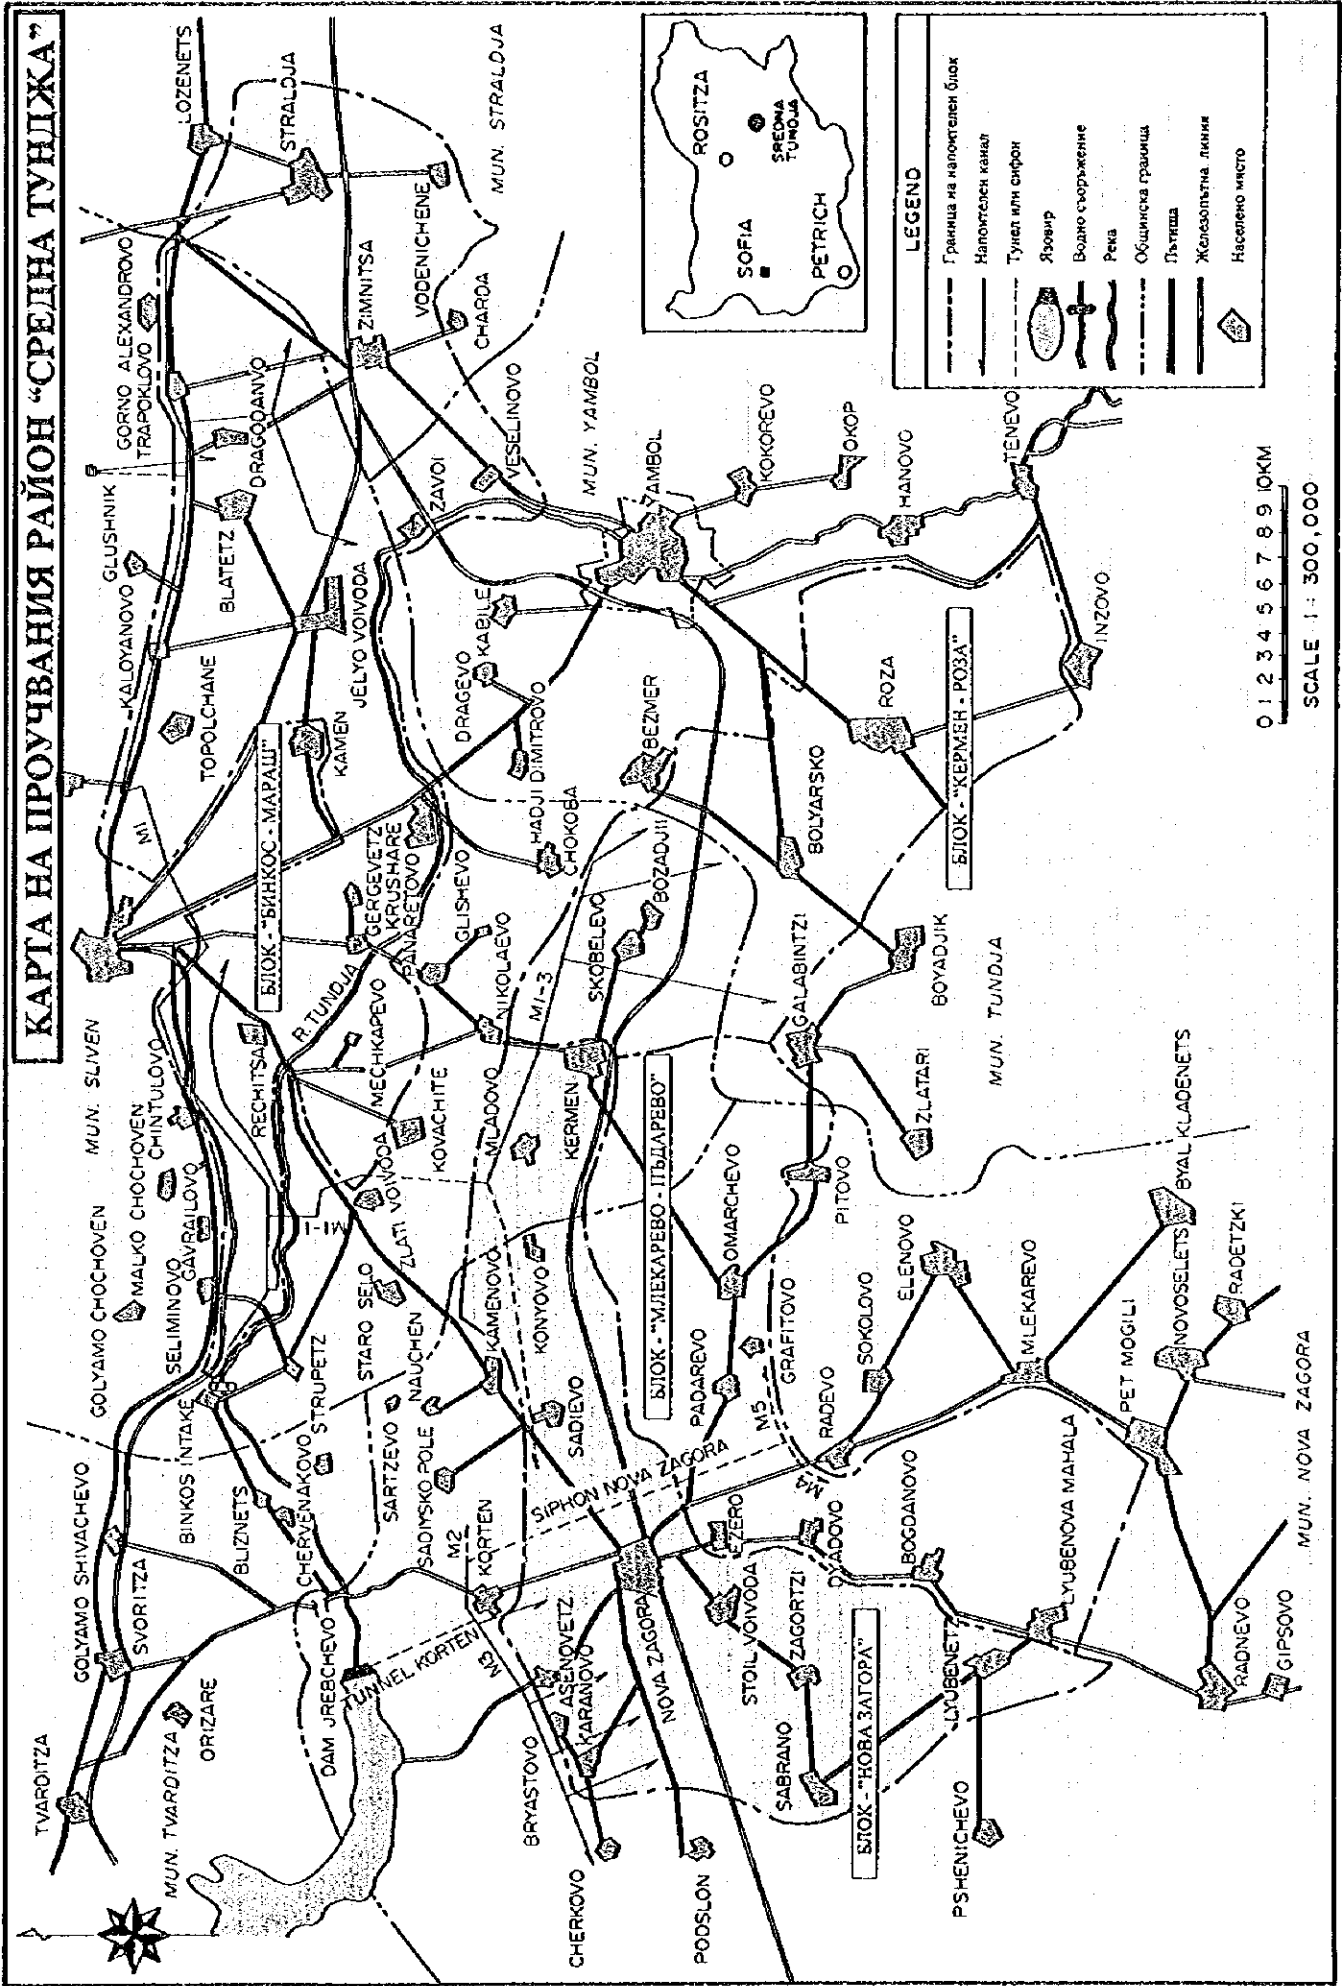 КАРТА НА ПРОУЧВАНИЯ РАЙОН “СРЕДНА ТУНДЖА”
TVARDITZA
MUN. TVARDITZA
ORIZARE
GOLYAMO SHIVACHEVO
SVORITZA
BINKOS INTAKE
BLIZNETS
CHERVENAKOVO
DAM JREBCHEVO
TUNNEL KORTEN
GOLYAMO CHOCHOVEN
MALKO CHOCHOVEN
MUN. SLIVEN
CHINTULOVO
GAVRAILOVO
SELIMINOVO
STRUPETZ
STARO SELO
SARTZEVO
NAUCHEN
SADIYSKO POLE
M2
KORTEN
M3
RECHITSA
R. TUNDJA
M1-1
ZLATI VOIVODA
MECHKAPEVO
KOVACHITE
MLADOVO
KAMENOVO
KONYOVO
SADIEVO
SIPHON NOVA ZAGORA
M1
KALOYANOVO
GLUSHNIK
TOPOLCHANE
BLATETZ
GORNO ALEXANDROVO
TRAPOKLOVO
DRAGODANVO
LOZENETS
STRALDJA
MUN. STRALDJA
VODENICHENE
ZIMNITSA
CHARDA
VESELINOVO
ZAVOI
JELYO VOIVODA
KAMEN
БЛОК - “БИНКОС - МАРАШ”
GERGEVETZ
KRUSHARE
PANARETOVO
GLISHEVO
NIKOLAEVO
M1-3
DRAGEVO
KABILE
HADJI DIMITROVO
CHOKOBA
BEZMER
BOZADJII
SKOBELEVO
KERMEN
MUN. YAMBOL
YAMBOL
KOKOREVO
OKOP
HANOVO
TENEVO
INZOVO
ROZA
БЛОК - “КЕРМЕН - РОЗА”
BOLYARSKO
BOYADJIK
GALABINTZI
ZLATARI
MUN. TUNDJA
PITOVO
OMARCHEVO
БЛОК - “МЛЕКАРЕВО - ПЪДАРЕВО”
PADAREVO
GRAFITOVO
M5
RADEVO
M4
SOKOLOVO
ELENOVO
MLEKAREVO
BYAL KLADENETS
NOVOSELETS
RADETZKI
PET MOGILI
MUN. NOVA ZAGORA
BRYASTOVO
ASENOVETZ
KARANOVO
NOVA ZAGORA
CHERKOVO
PODSLON
EZERO
DYADOVO
STOIL VOIVODA
ZAGORTZI
SABRANO
БЛОК - “НОВА ЗАГОРА”
BOGDANOVO
LYUBENOVA MAHALA
LYUBENETZ
PSHENICHEVO
RADNEVO
GIPSOVO
ROSITZA
SOFIA
SREDNA TUNDJA
PETRICH
LEGEND
Граница на напоителен блок
Напоителен канал
Тунел или сифон
Язовир
Водно съоръжение
Река
Общинска граница
Пътища
Железопътна линия
Населено място
0 1 2 3 4 5 6 7 8 9 10KM
SCALE 1 : 300,000